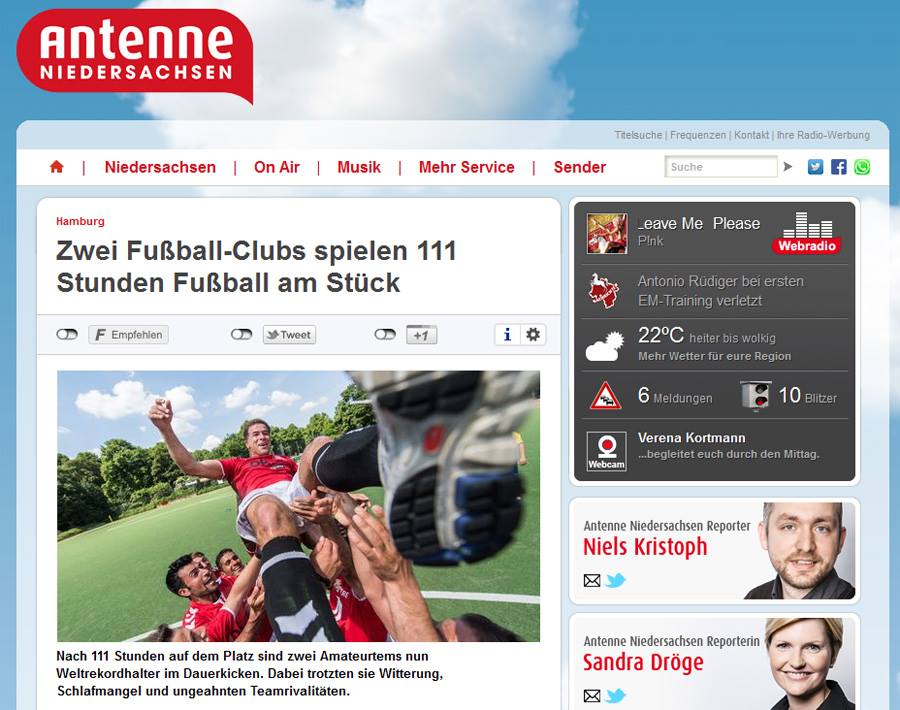 antenne
NIEDERSACHSEN
Titelsuche | Frequenzen | Kontakt | Ihre Radio-Werbung
| Niedersachsen | On Air | Musik | Mehr Service | Sender
Suche
Hamburg
Zwei Fußball-Clubs spielen 111
Stunden Fußball am Stück
Empfehlen
Tweet
+1
i
Nach 111 Stunden auf dem Platz sind zwei Amateurtems nun
Weltrekordhalter im Dauerkicken. Dabei trotzten sie Witterung,
Schlafmangel und ungeahnten Teamrivalitäten.
Leave Me Please
P!nk
Webradio
Antonio Rüdiger bei ersten
EM-Training verletzt
22°C heiter bis wolkig
Mehr Wetter für eure Region
6 Meldungen
10 Blitzer
Webcam
Verena Kortmann
...begleitet euch durch den Mittag.
Antenne Niedersachsen Reporter
Niels Kristoph
Antenne Niedersachsen Reporterin
Sandra Dröge